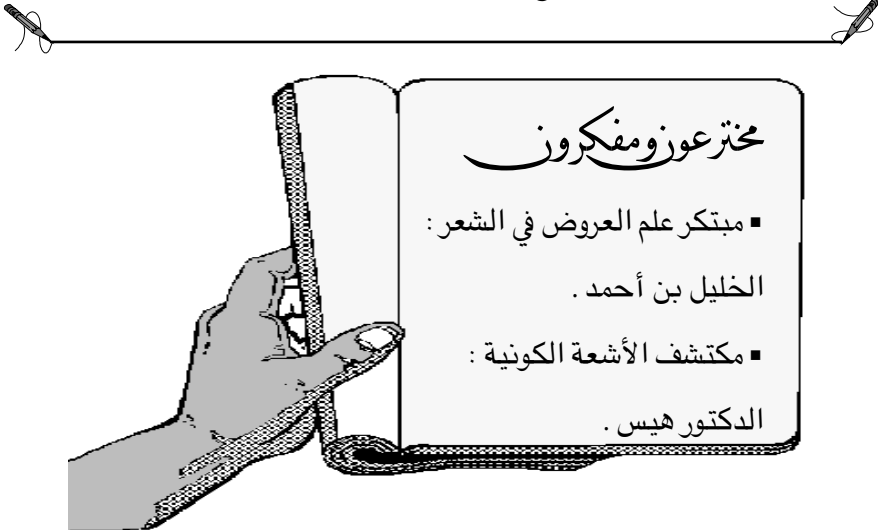 مخترعون ومفكرون
▪ مبتكر علم العروض في الشعر :
الخليل بن أحمد .
▪ مكتشف الأشعة الكونية :
الدكتور هيس .